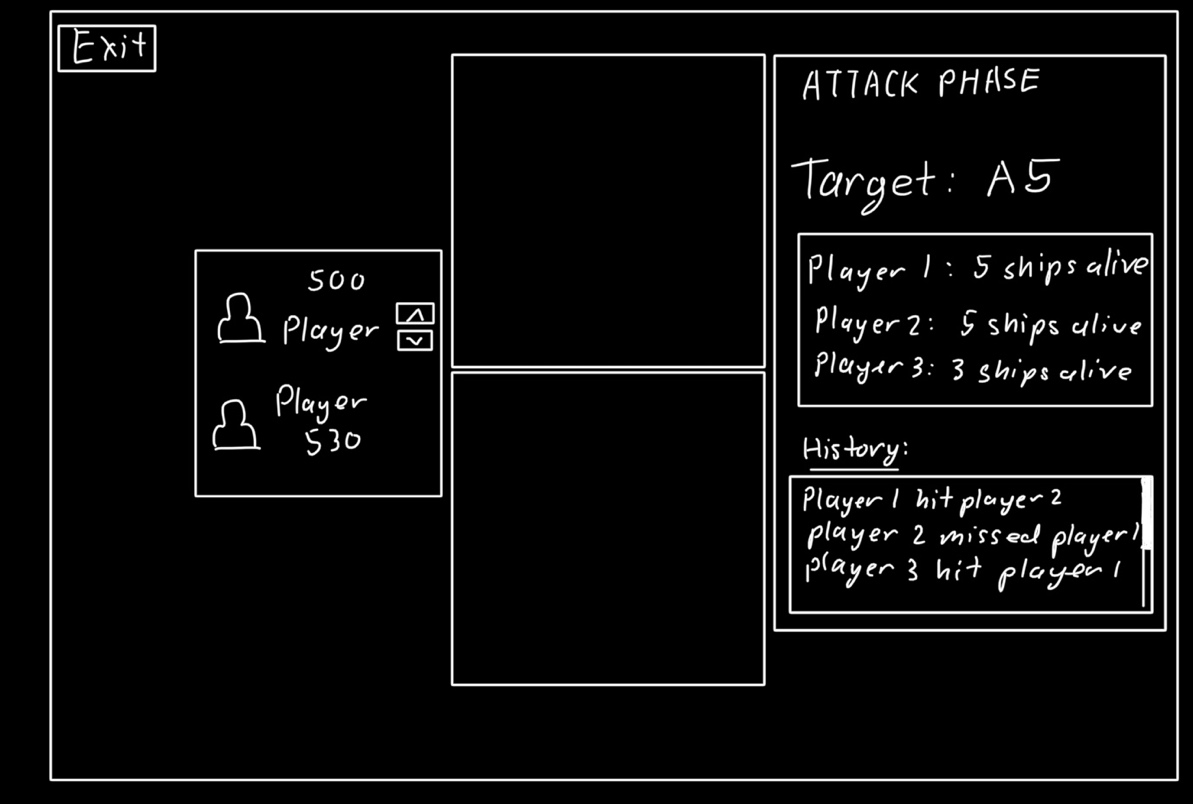 Exit
500
Player
Player
530
ATTACK PHASE
Target: A5
Player 1: 5 ships alive
Player 2: 5 ships alive
Player 3: 3 ships alive
History:
Player 1 hit player 2
player 2 missed player 1
player 3 hit player 1